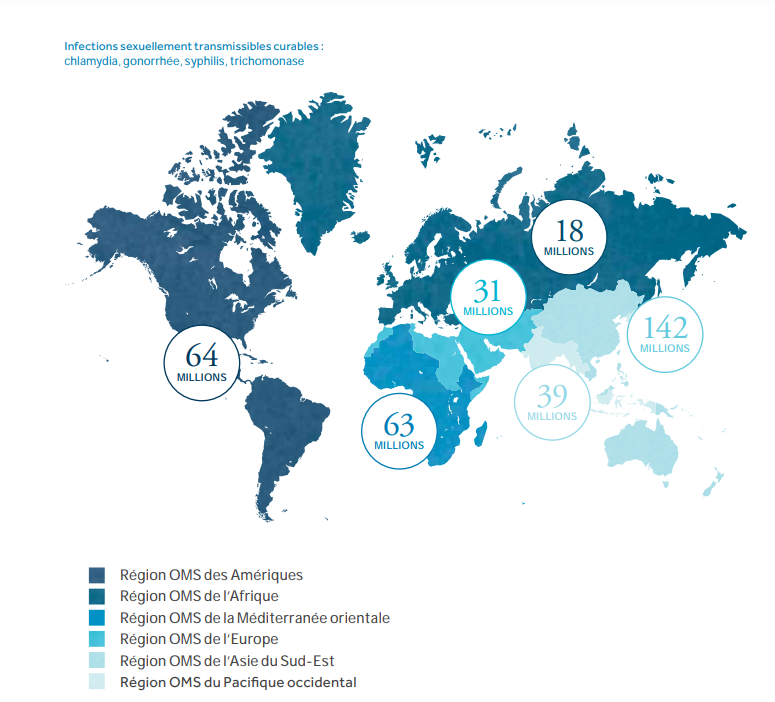 Infections sexuellement transmissibles curables :
chlamydia, gonorrhée, syphilis, trichomonase
18
MILLIONS
31
MILLIONS
142
MILLIONS
64
MILLIONS
39
MILLIONS
63
MILLIONS
Région OMS des Amériques
Région OMS de l'Afrique
Région OMS de la Méditerranée orientale
Région OMS de l'Europe
Région OMS de l'Asie du Sud-Est
Région OMS du Pacifique occidental